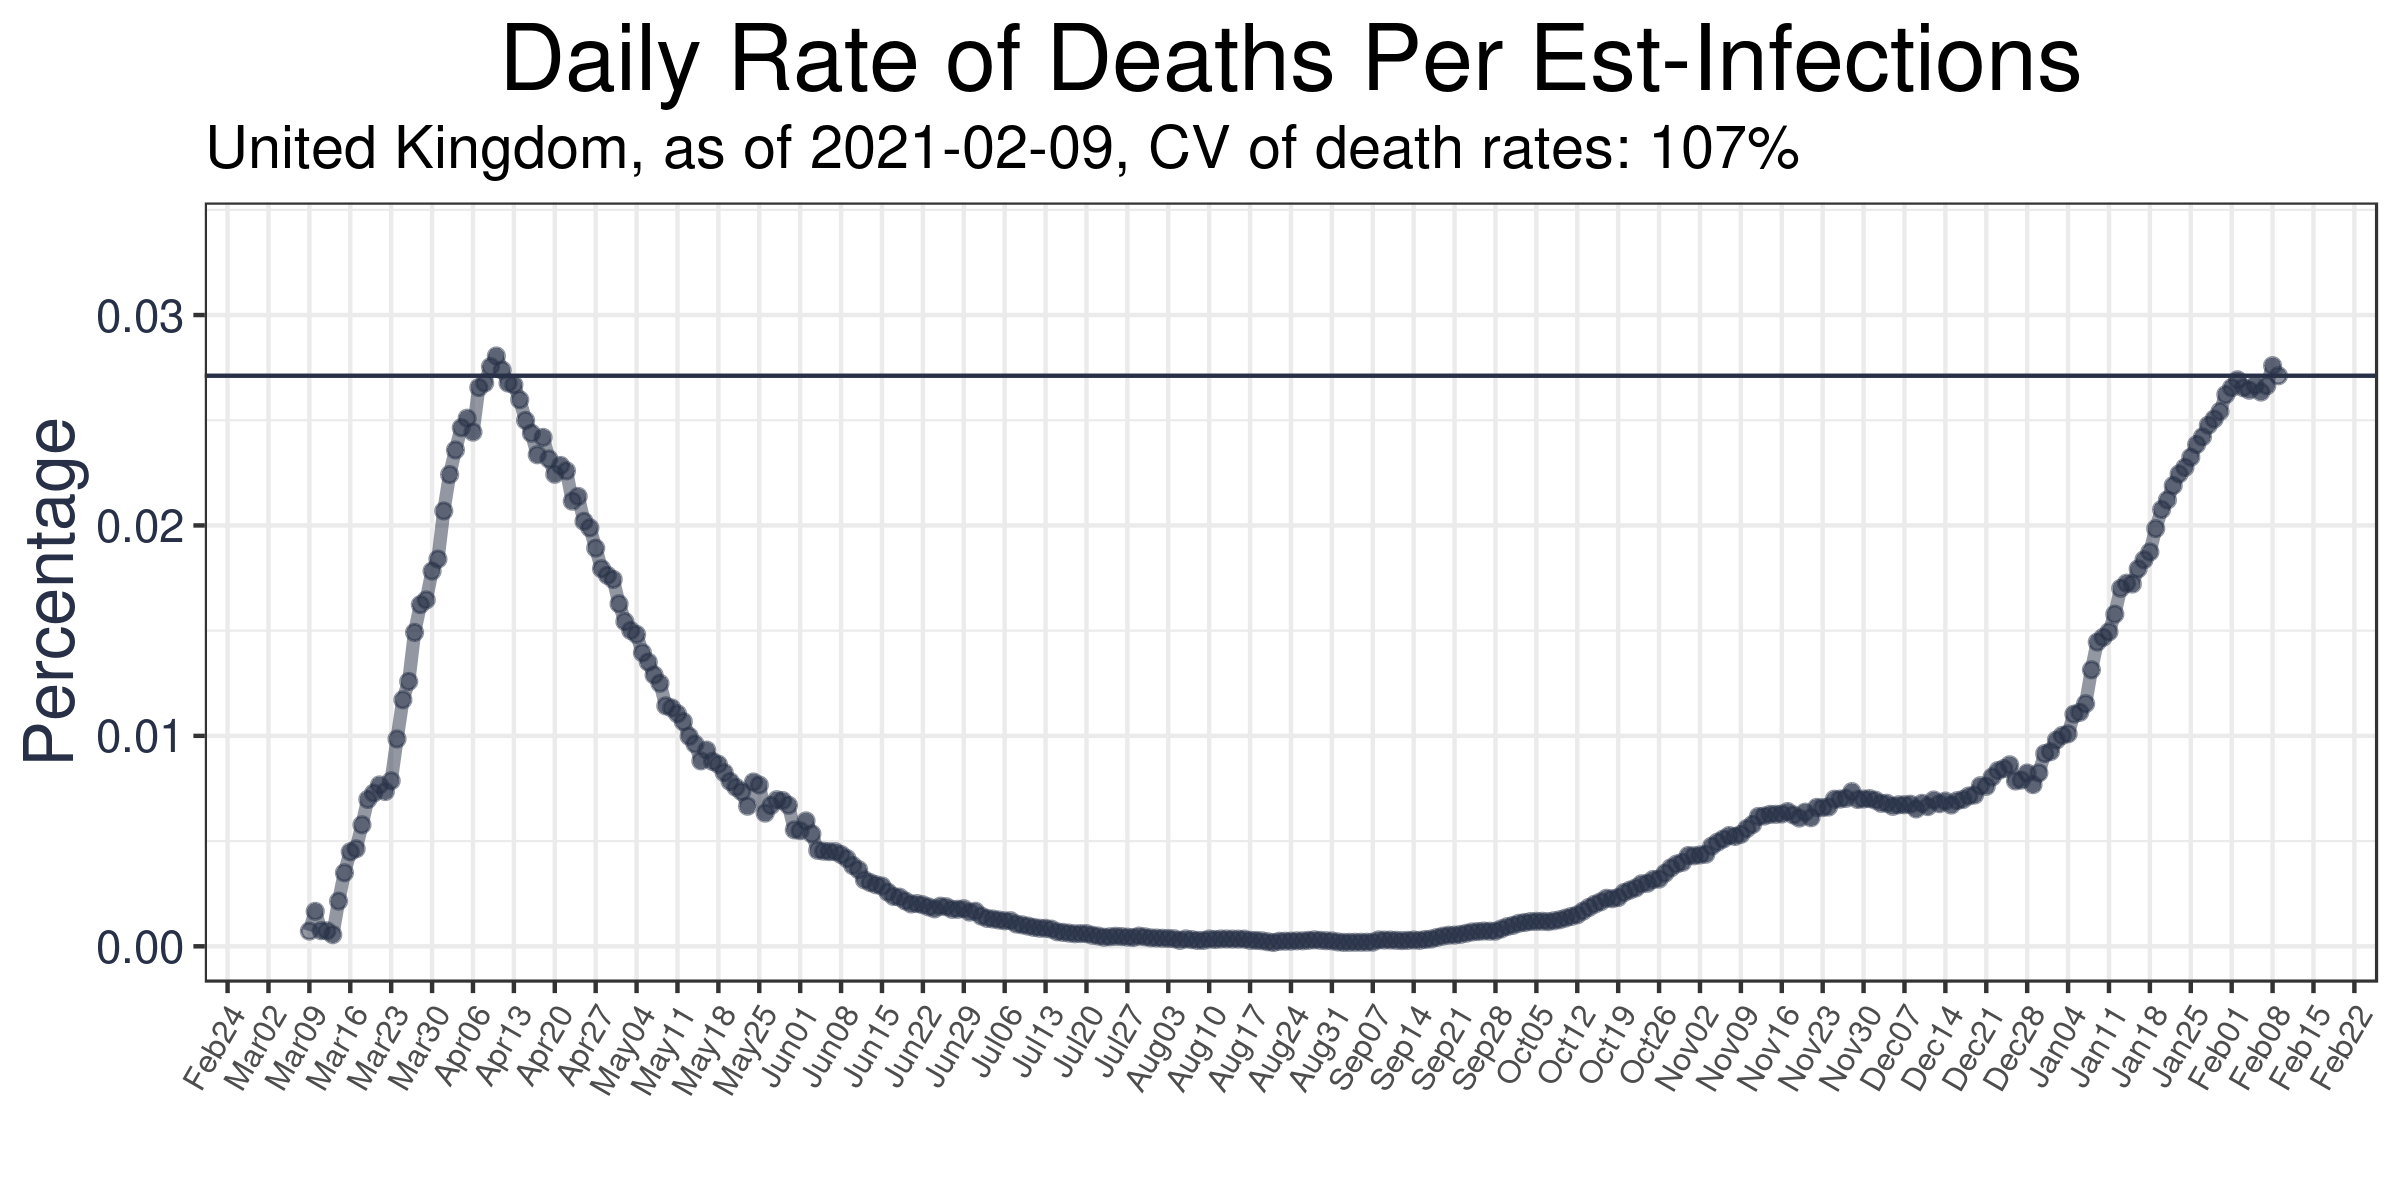 Daily Rate of Deaths Per Est-Infections
United Kingdom, as of 2021-02-09, CV of death rates: 107%
Percentage
0.03
0.02
0.01
0.00
Feb24
Mar02
Mar09
Mar16
Mar23
Mar30
Apr06
Apr13
Apr20
Apr27
May04
May11
May18
May25
Jun01
Jun08
Jun15
Jun22
Jun29
Jul06
Jul13
Jul20
Jul27
Aug03
Aug10
Aug17
Aug24
Aug31
Sep07
Sep14
Sep21
Sep28
Oct05
Oct12
Oct19
Oct26
Nov02
Nov09
Nov16
Nov23
Nov30
Dec07
Dec14
Dec21
Dec28
Jan04
Jan11
Jan18
Jan25
Feb01
Feb08
Feb15
Feb22